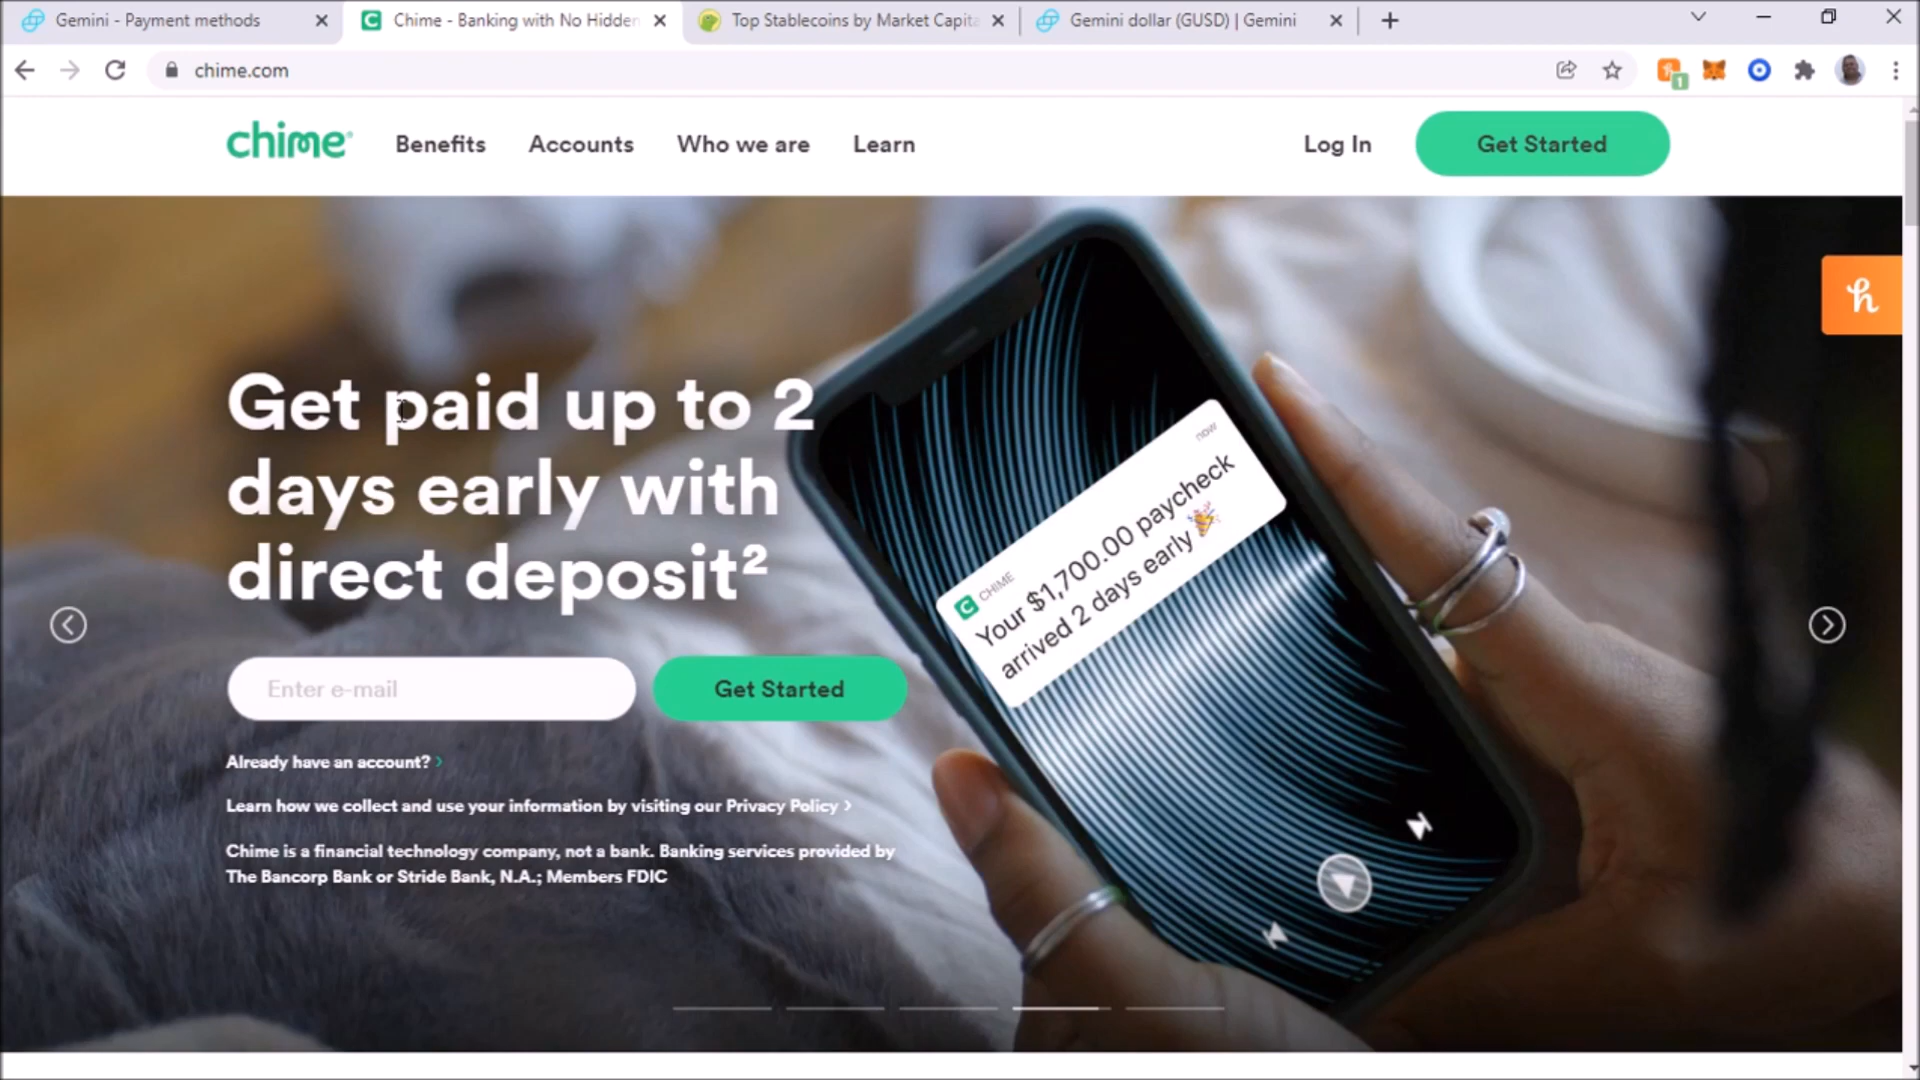 Gemini - Payment methods
Chime - Banking with No Hidden
Top Stablecoins by Market Capita
Gemini dollar (GUSD) | Gemini
chime.com
1
chime®
Benefits
Accounts
Who we are
Learn
Log In
Get Started
h
Get paid up to 2
days early with
direct deposit²
now
C CHIME
Your $1,700.00 paycheck
arrived 2 days early 🎉
Enter e-mail
Get Started
Already have an account? ›
Learn how we collect and use your information by visiting our Privacy Policy ›
Chime is a financial technology company, not a bank. Banking services provided by
The Bancorp Bank or Stride Bank, N.A.; Members FDIC